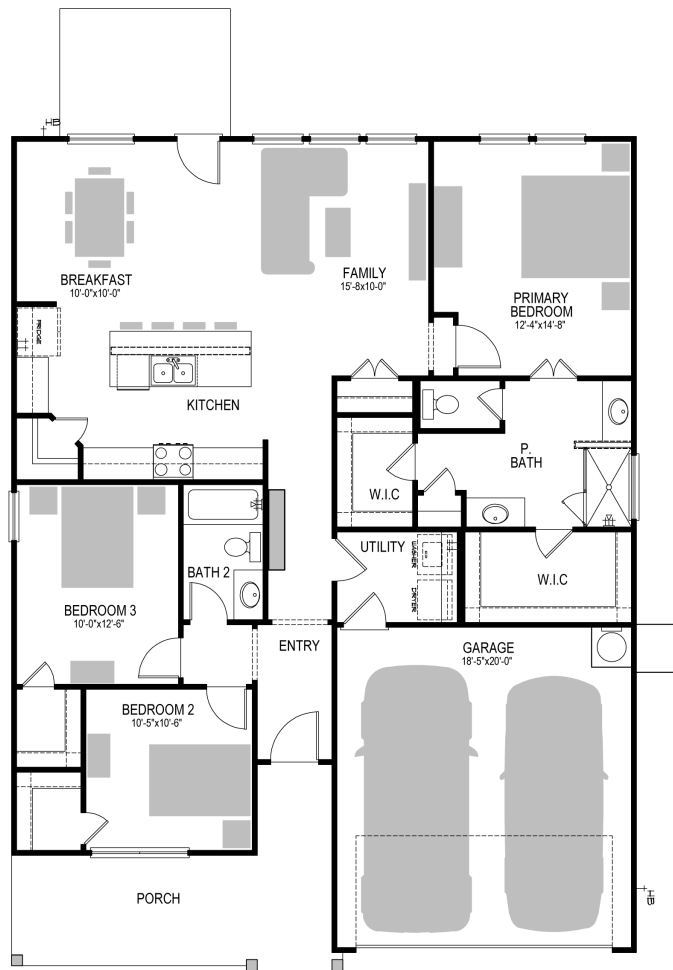 HB
BREAKFAST
10'-0"x10'-0"
FAMILY
15'-8x10-0"
PRIMARY
BEDROOM
12'-4"x14'-8"
FRIDGE
KITCHEN
P.
BATH
W.I.C
UTILITY
WASHER
DRYER
W.I.C
BATH 2
BEDROOM 3
10'-0"x12'-6"
ENTRY
GARAGE
18'-5"x20'-0"
BEDROOM 2
10'-5"x10'-6"
PORCH
HB